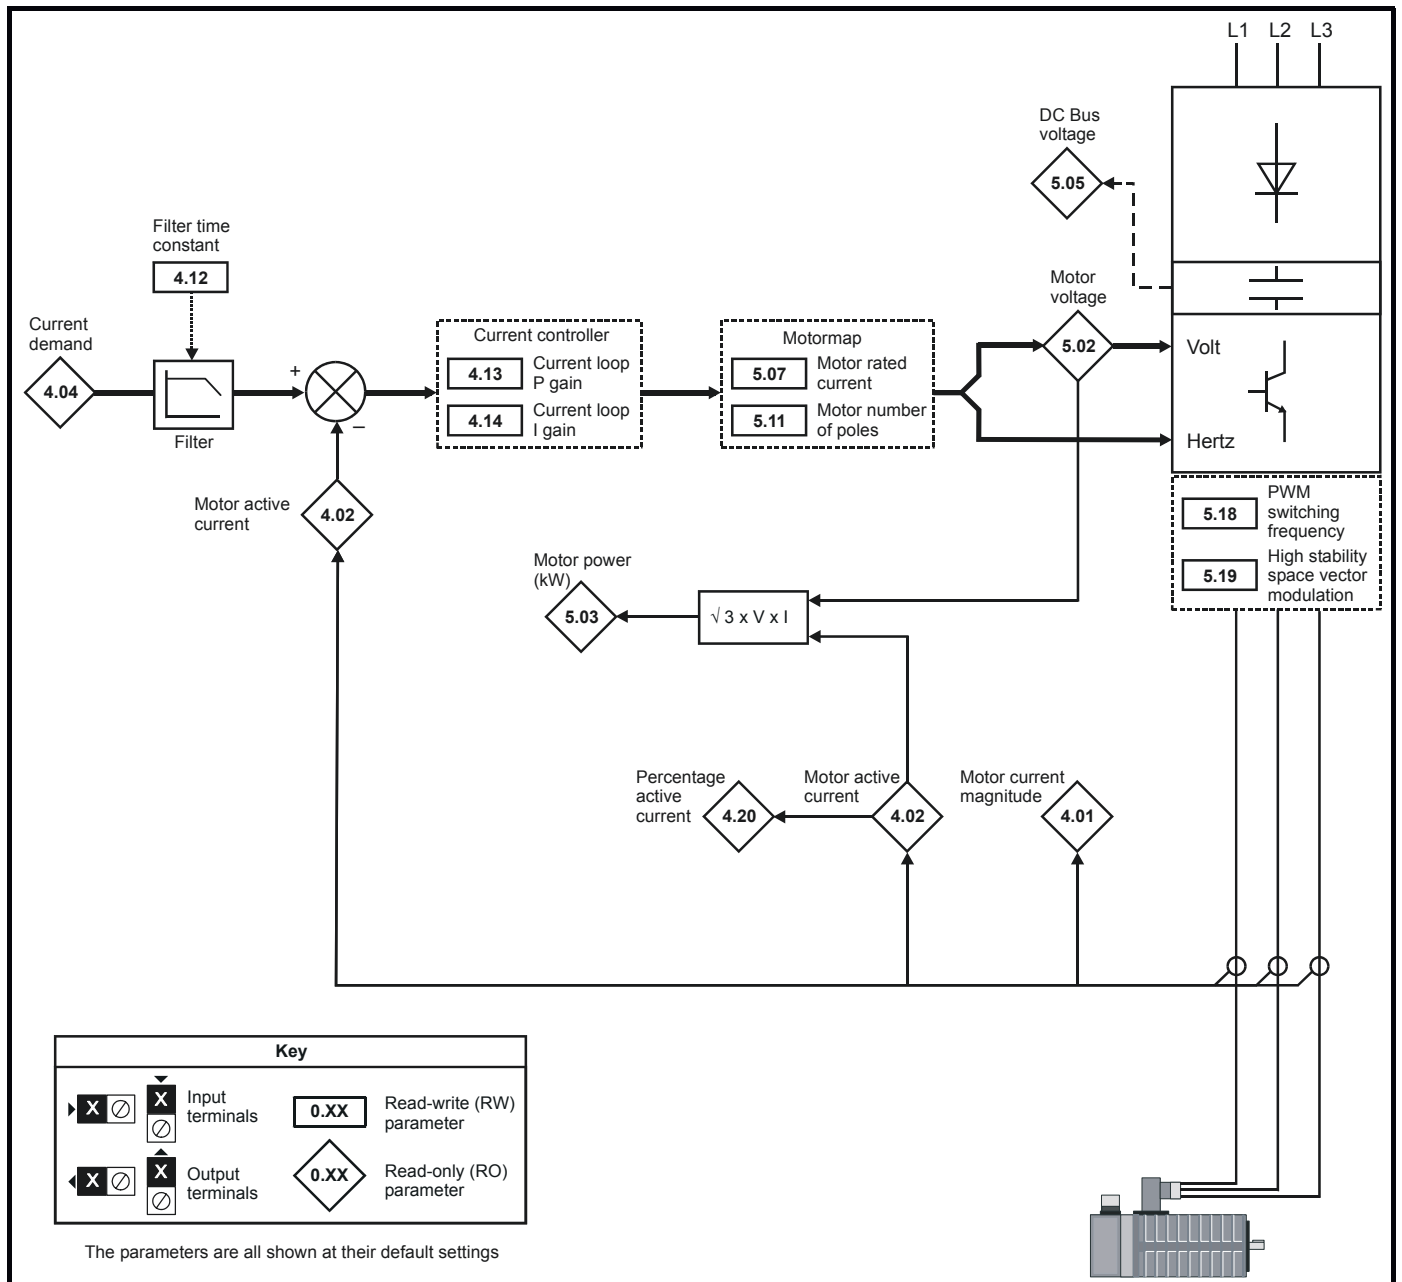 L1 L2 L3
DC Bus
voltage
5.05
Filter time
constant
4.12
Motor
voltage
5.02
Current
demand
4.04
Filter
+
−
Current controller
4.13
Current loop
P gain
4.14
Current loop
I gain
Motormap
5.07
Motor rated
current
5.11
Motor number
of poles
Volt
Hertz
Motor active
current
4.02
5.18
PWM
switching
frequency
5.19
High stability
space vector
modulation
Motor power
(kW)
5.03
√ 3 x V x I
Percentage
active
current
4.20
Motor active
current
4.02
Motor current
magnitude
4.01
Key
X
X
Input
terminals
0.XX
Read-write (RW)
parameter
X
X
Output
terminals
0.XX
Read-only (RO)
parameter
The parameters are all shown at their default settings